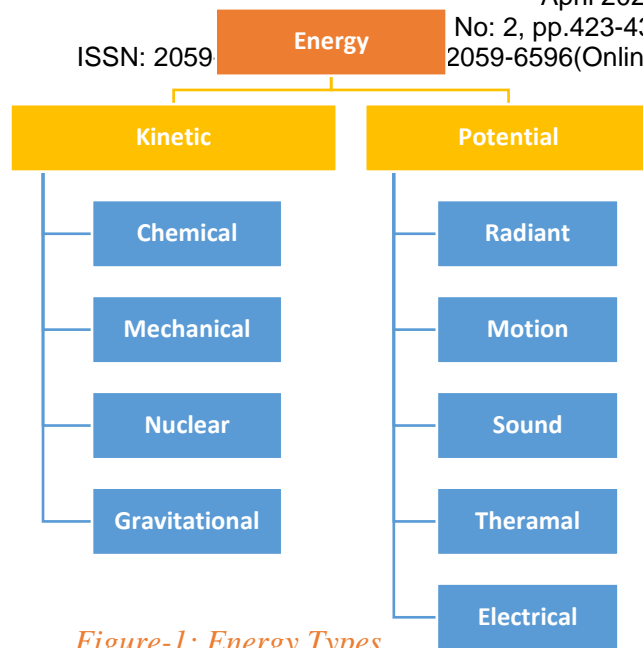 April 202
No: 2, pp.423-43
ISSN: 2059- 2059-6596(Onlin
Energy
Kinetic
Chemical
Mechanical
Nuclear
Gravitational
Potential
Radiant
Motion
Sound
Theramal
Electrical
Figure-1: Energy Types